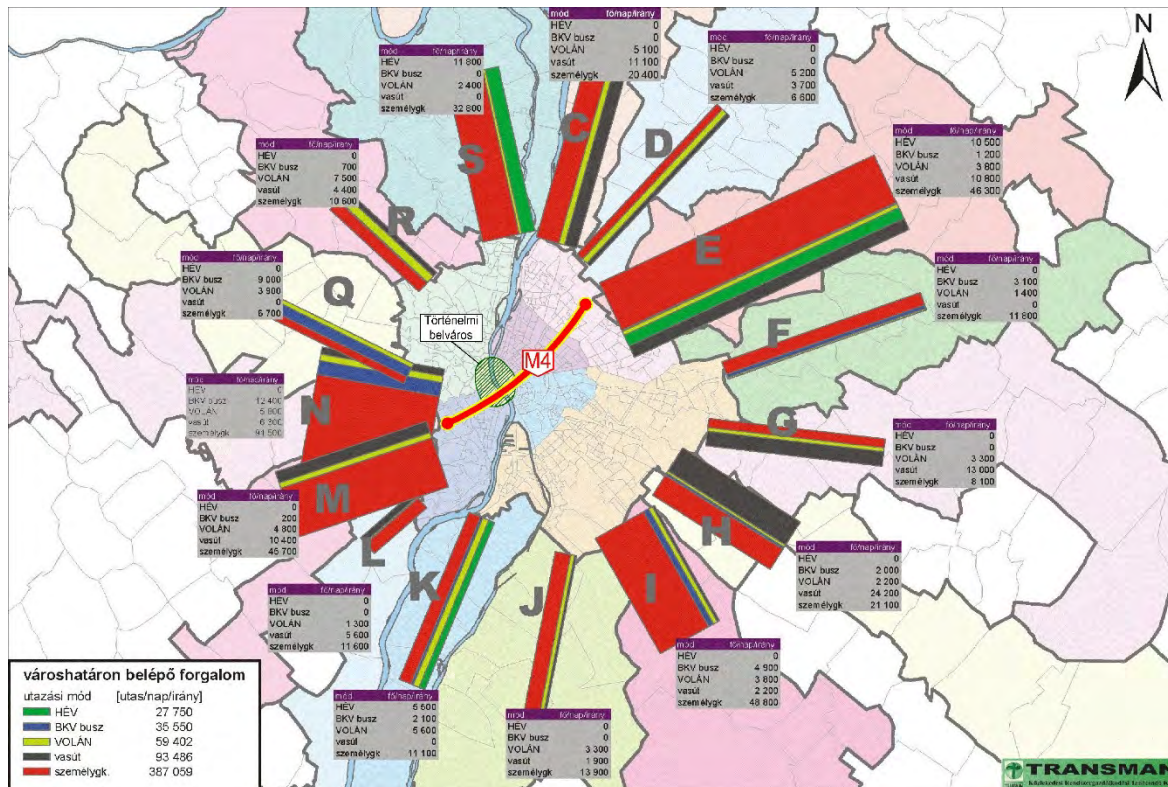 mód fő/nap/irány
HÉV 0
BKV busz 0
VOLÁN 5 100
vasút 11 100
személygk 20 400
mód fő/nap/irány
HÉV 11 800
BKV busz 0
VOLÁN 2 400
vasút 0
személygk 32 800
mód fő/nap/irány
HÉV 0
BKV busz 0
VOLÁN 5 200
vasút 3 700
személygk 6 600
N
mód fő/nap/irány
HÉV 0
BKV busz 700
VOLÁN 7 500
vasút 4 400
személygk 10 600
mód fő/nap/irány
HÉV 10 500
BKV busz 1 200
VOLÁN 3 800
vasút 10 800
személygk 46 300
S
C
D
R
E
mód fő/nap/irány
HÉV 0
BKV busz 9 000
VOLÁN 3 900
vasút 0
személygk 6 700
Q
mód fő/nap/irány
HÉV 0
BKV busz 3 100
VOLÁN 1 400
vasút 0
személygk 11 800
F
Történelmi
belváros
M4
mód fő/nap/irány
HÉV 0
BKV busz 12 400
VOLÁN 5 800
vasút 6 300
személygk 91 500
N
G
mód fő/nap/irány
HÉV 0
BKV busz 0
VOLÁN 3 300
vasút 13 000
személygk 8 100
mód fő/nap/irány
HÉV 0
BKV busz 200
VOLÁN 4 800
vasút 10 400
személygk 45 700
M
H
L
mód fő/nap/irány
HÉV 0
BKV busz 2 000
VOLÁN 2 200
vasút 24 200
személygk 21 100
mód fő/nap/irány
HÉV 0
BKV busz 0
VOLÁN 1 300
vasút 5 600
személygk 11 600
K
J
I
mód fő/nap/irány
HÉV 0
BKV busz 4 900
VOLÁN 3 800
vasút 2 200
személygk 48 800
mód fő/nap/irány
HÉV 5 500
BKV busz 2 100
VOLÁN 5 600
vasút 0
személygk 11 100
mód fő/nap/irány
HÉV 0
BKV busz 0
VOLÁN 3 300
vasút 1 900
személygk 13 900
városhatáron belépő forgalom
utazási mód [utas/nap/irány]
HÉV 27 750
BKV busz 35 550
VOLÁN 59 402
vasút 93 486
személygk. 387 059
TRANSMAN